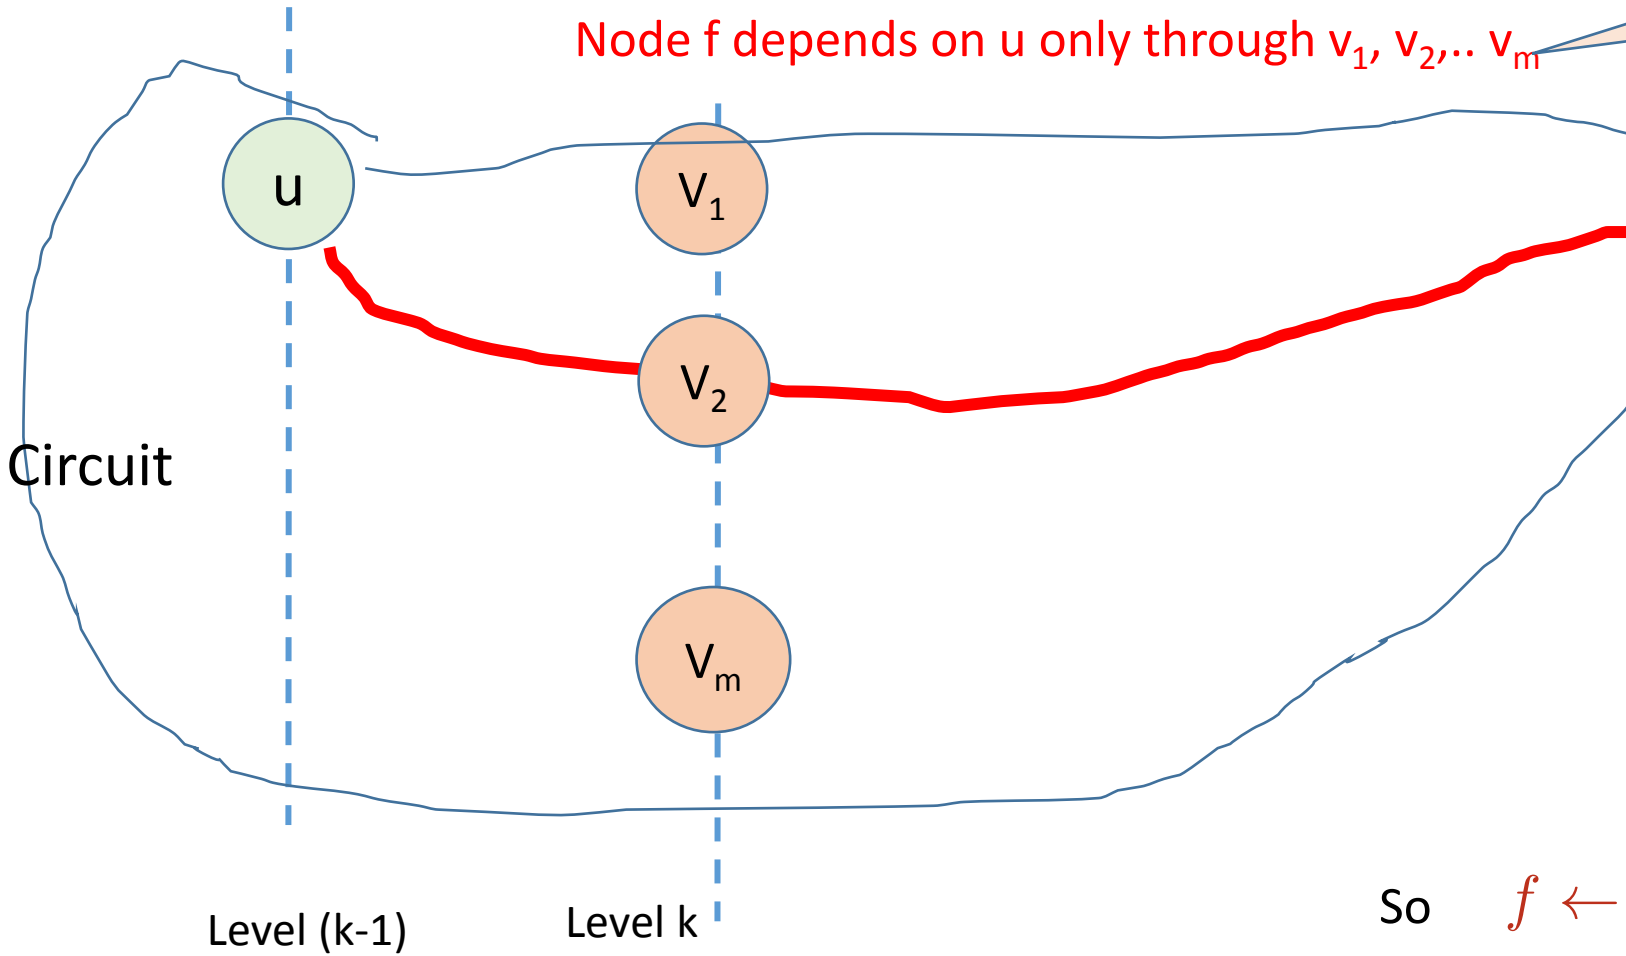 Node f depends on u only through v₁, v₂,.. vₘ
u
V₁
V₂
Circuit
Vₘ
Level (k-1)
Level k
So f ←